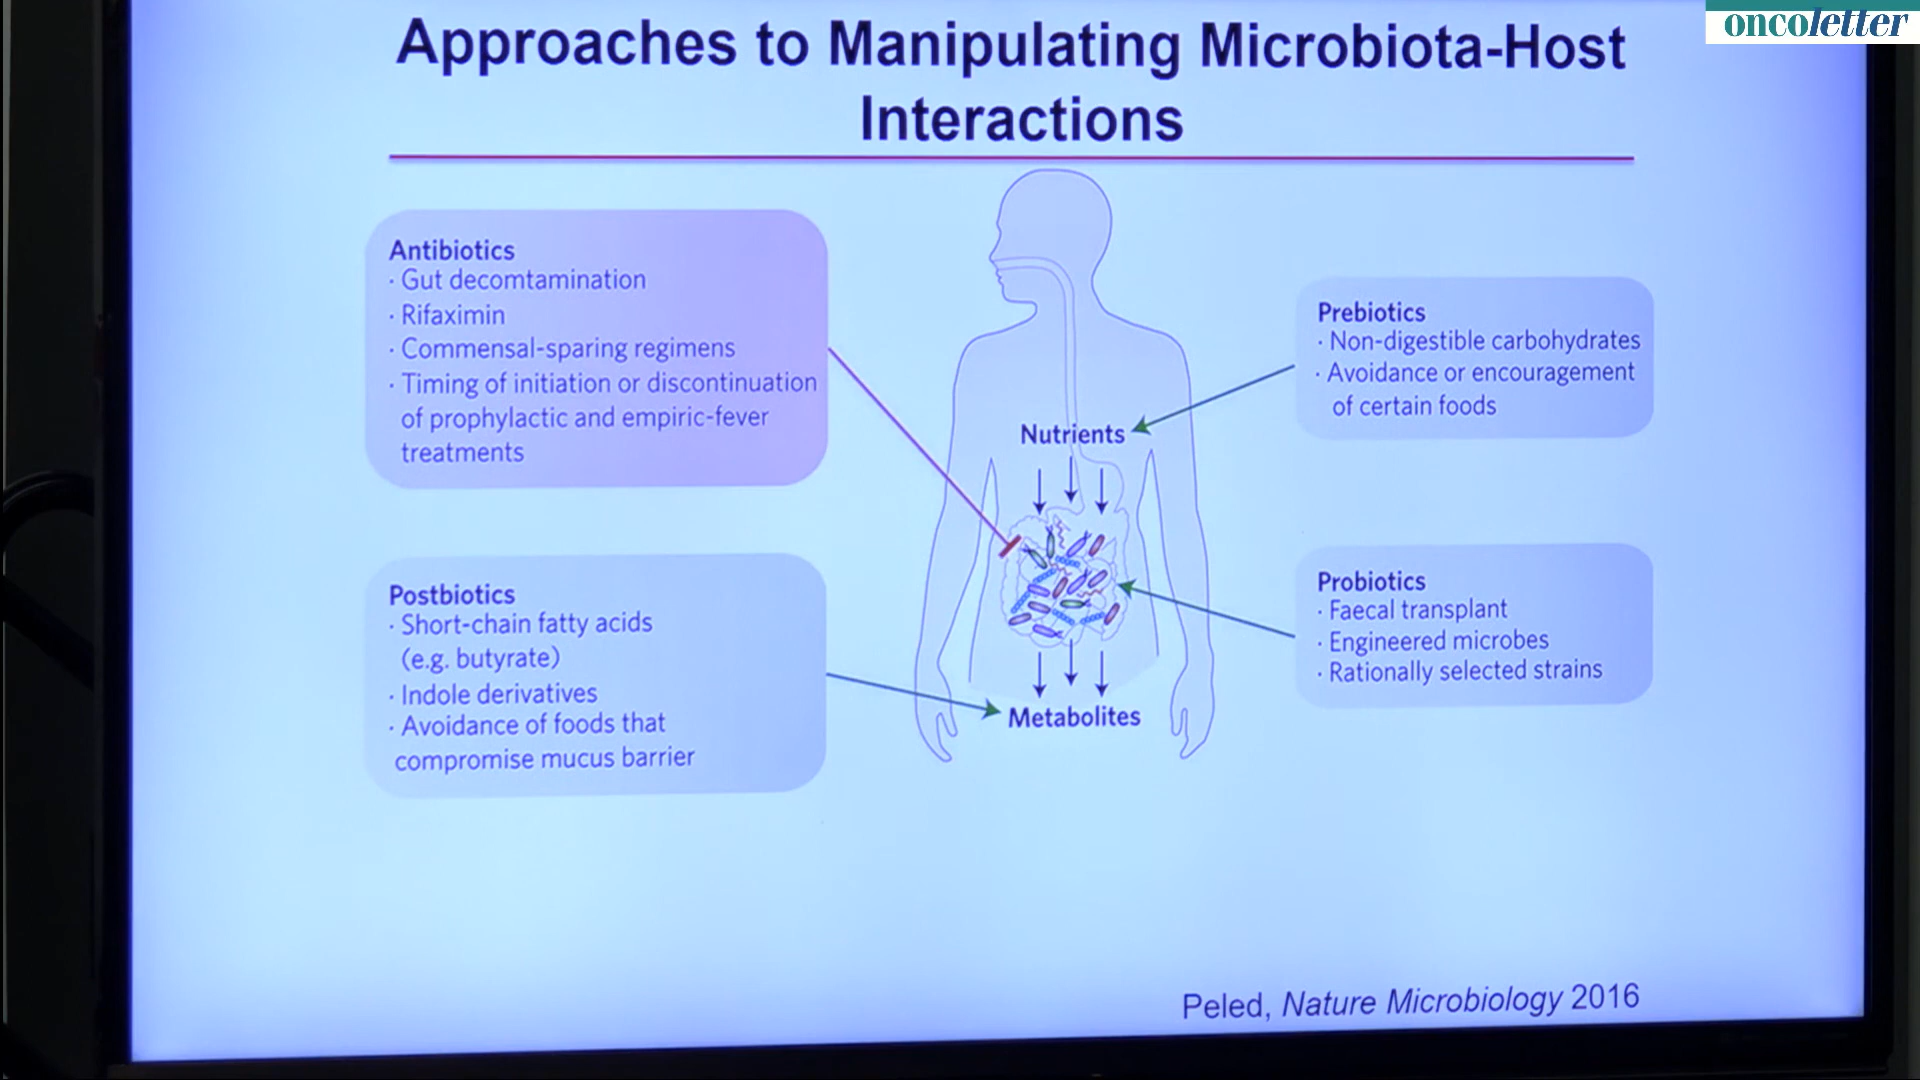 oncoletter
Approaches to Manipulating Microbiota-Host
Interactions
Antibiotics
· Gut decomtamination
· Rifaximin
· Commensal-sparing regimens
· Timing of initiation or discontinuation
of prophylactic and empiric-fever
treatments
Postbiotics
· Short-chain fatty acids
(e.g. butyrate)
· Indole derivatives
· Avoidance of foods that
compromise mucus barrier
Nutrients
Metabolites
Prebiotics
· Non-digestible carbohydrates
· Avoidance or encouragement
of certain foods
Probiotics
· Faecal transplant
· Engineered microbes
· Rationally selected strains
Peled, Nature Microbiology 2016